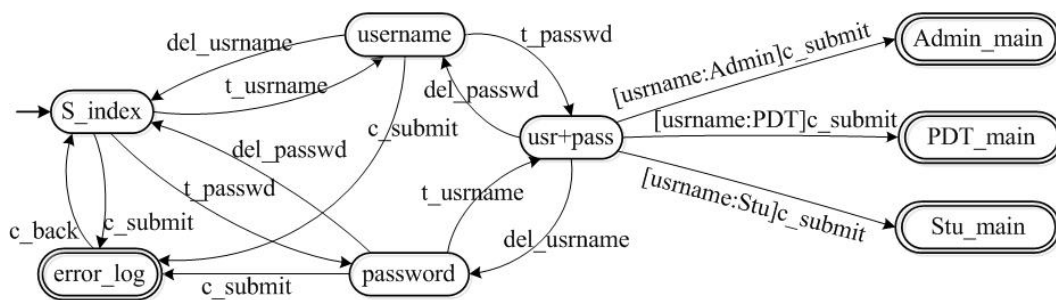 username
Admin_main
del_usrname
t_passwd
[usrname:Admin]c_submit
t_usrname
del_passwd
S_index
c_submit
usr+pass
[usrname:PDT]c_submit
PDT_main
del_passwd
t_passwd
t_usrname
[usrname:Stu]c_submit
Stu_main
c_back
c_submit
del_usrname
error_log
c_submit
password